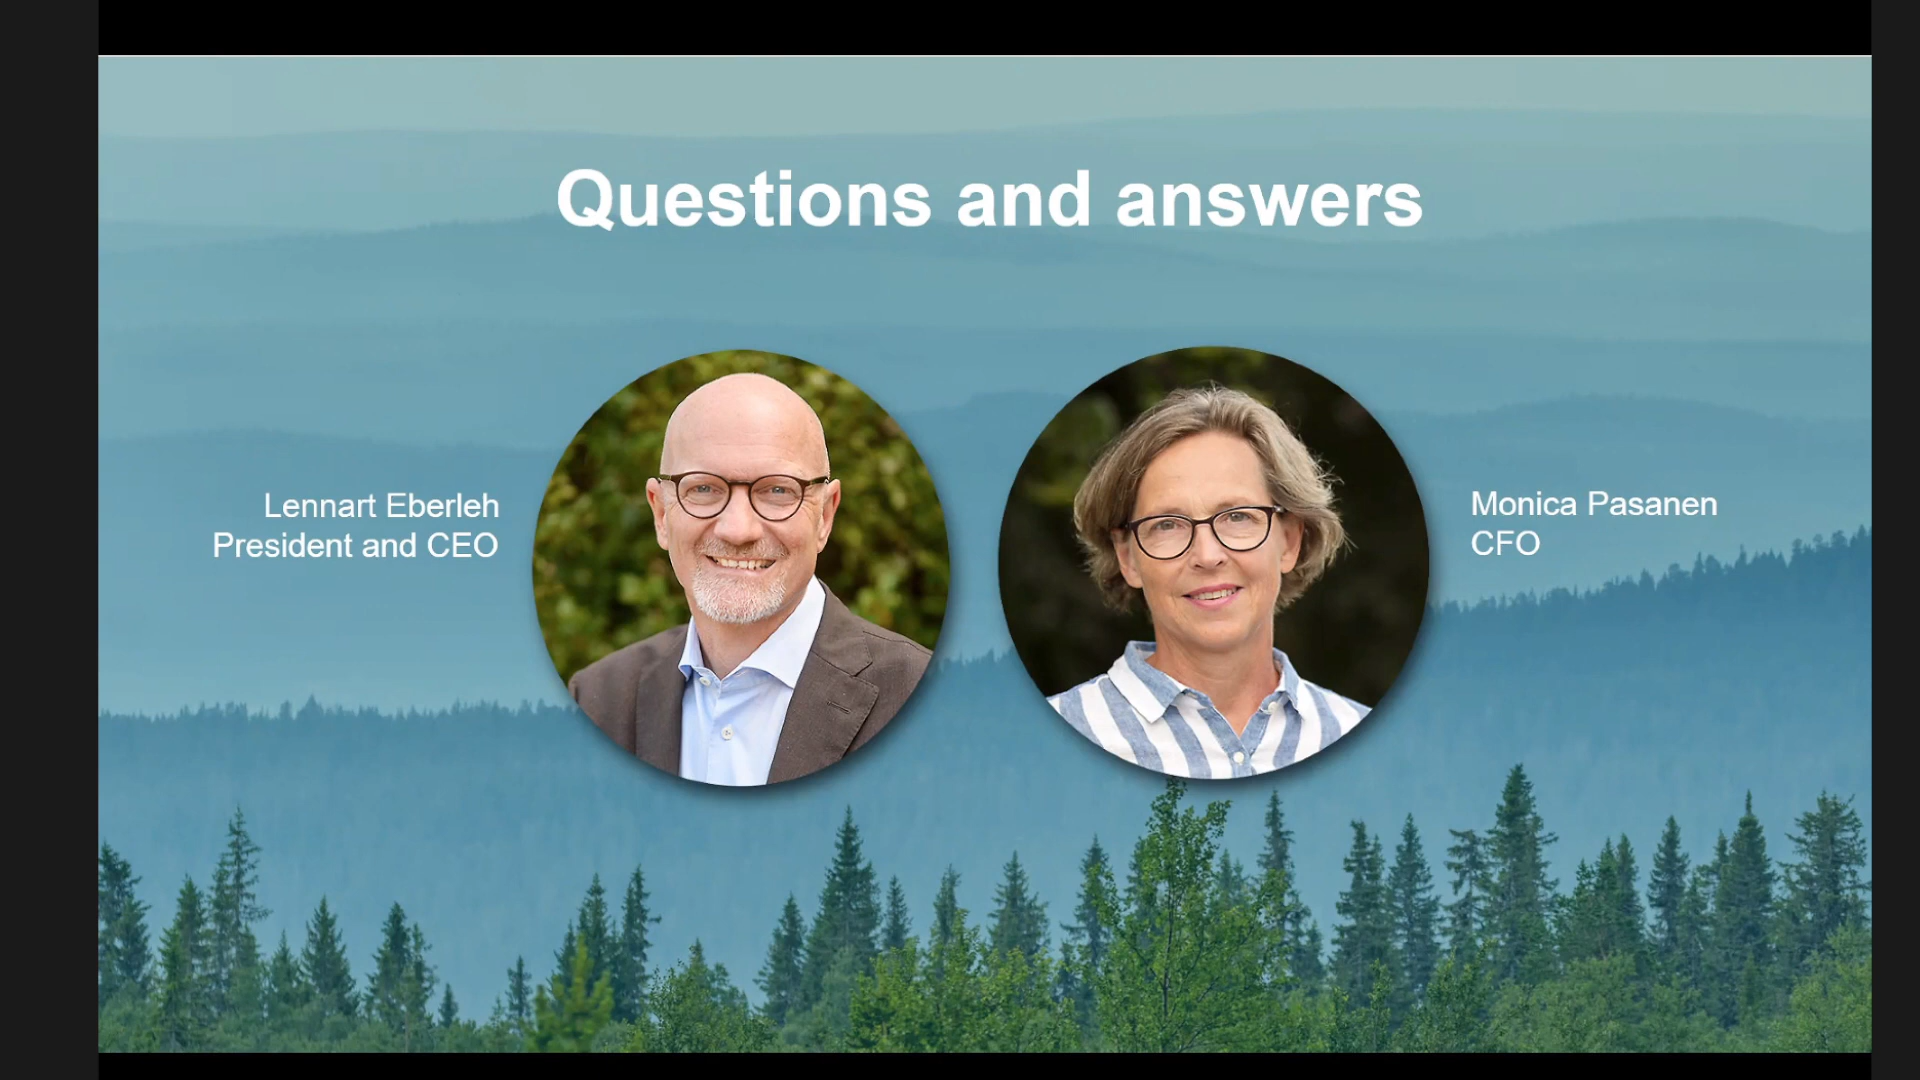 Questions and answers
Lennart Eberleh
President and CEO
Monica Pasanen
CFO